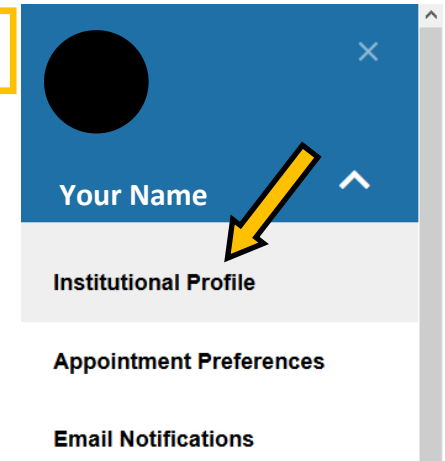 Your Name
Institutional Profile
Appointment Preferences
Email Notifications